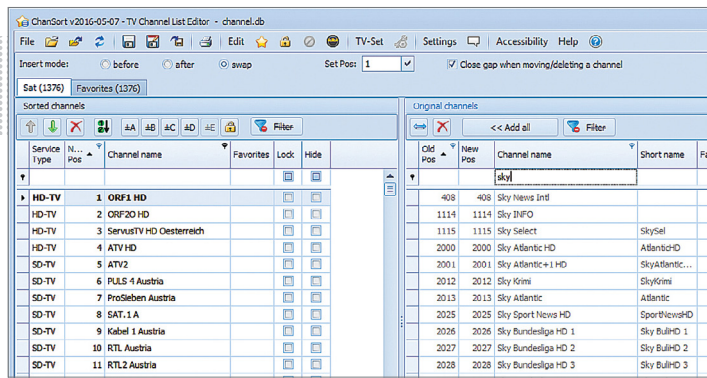 ChanSort v2016-05-07 - TV Channel List Editor - channel.db
File Edit TV-Set Settings Accessibility Help
Insert mode: before after swap Set Pos: 1 Close gap when moving/deleting a channel
Sat (1376) Favorites (1376)
Sorted channels
±A ±B ±C ±D ±E Filter
Service Type N... Pos Channel name Favorites Lock Hide
HD-TV 1 ORF1 HD
HD-TV 2 ORF2O HD
HD-TV 3 ServusTV HD Oesterreich
HD-TV 4 ATV HD
SD-TV 5 ATV2
SD-TV 6 PULS 4 Austria
SD-TV 7 ProSieben Austria
SD-TV 8 SAT.1 A
SD-TV 9 Kabel 1 Austria
SD-TV 10 RTL Austria
SD-TV 11 RTL2 Austria
Original channels
<< Add all Filter
Old Pos New Pos Channel name Short name Fa
sky
408 408 Sky News Intl
1114 1114 Sky INFO
1115 1115 Sky Select SkySel
2000 2000 Sky Atlantic HD AtlanticHD
2001 2001 Sky Atlantic+1 HD SkyAtlantic...
2012 2012 Sky Krimi SkyKrimi
2013 2013 Sky Atlantic Atlantic
2025 2025 Sky Sport News HD SportNewsHD
2026 2026 Sky Bundesliga HD 1 Sky BuliHD 1
2027 2027 Sky Bundesliga HD 2 Sky BuliHD 2
2028 2028 Sky Bundesliga HD 3 Sky BuliHD 3